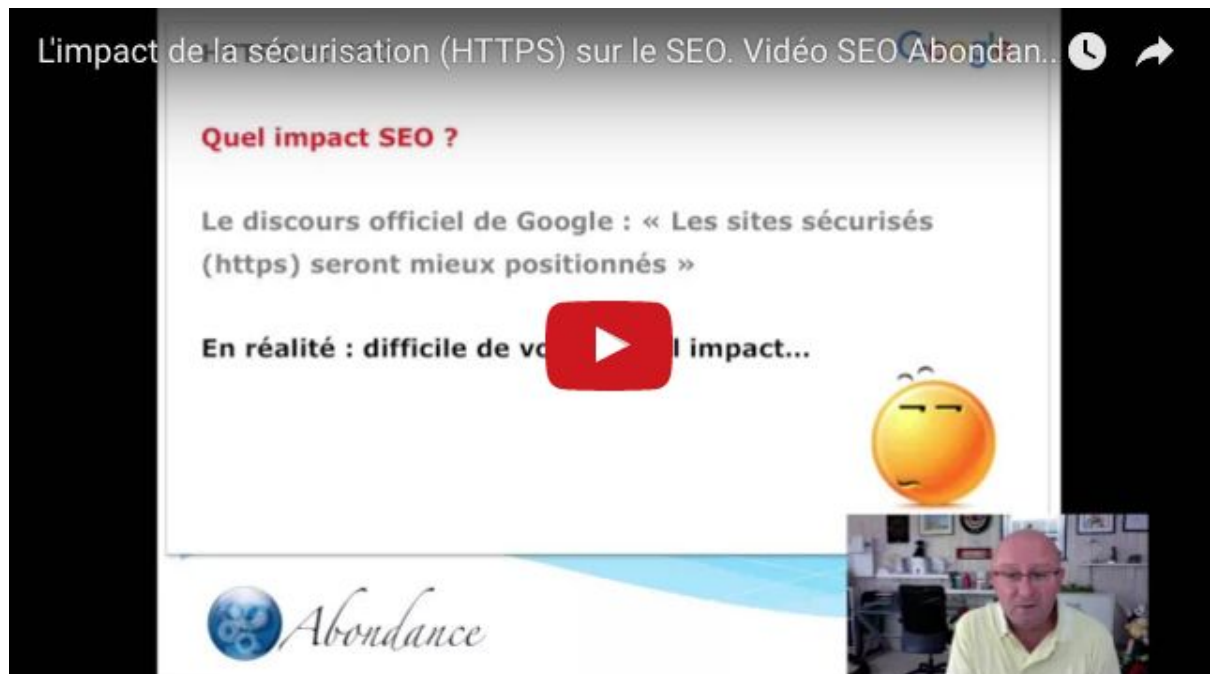 L'impact de la sécurisation (HTTPS) sur le SEO. Vidéo SEO Abondan...
Google
Quel impact SEO ?
Le discours officiel de Google : « Les sites sécurisés
(https) seront mieux positionnés »
En réalité : difficile de impact...
Abondance